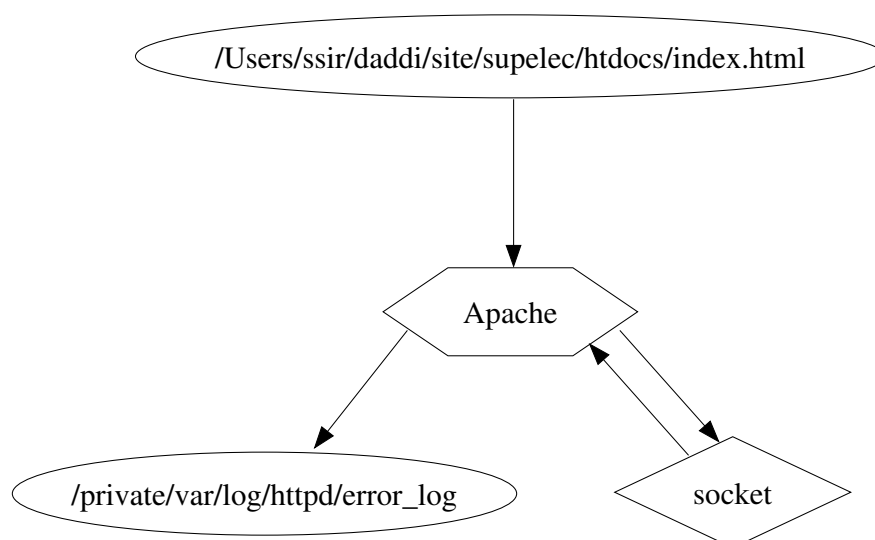 /Users/ssir/daddi/site/supelec/htdocs/index.html
Apache
/private/var/log/httpd/error_log
socket